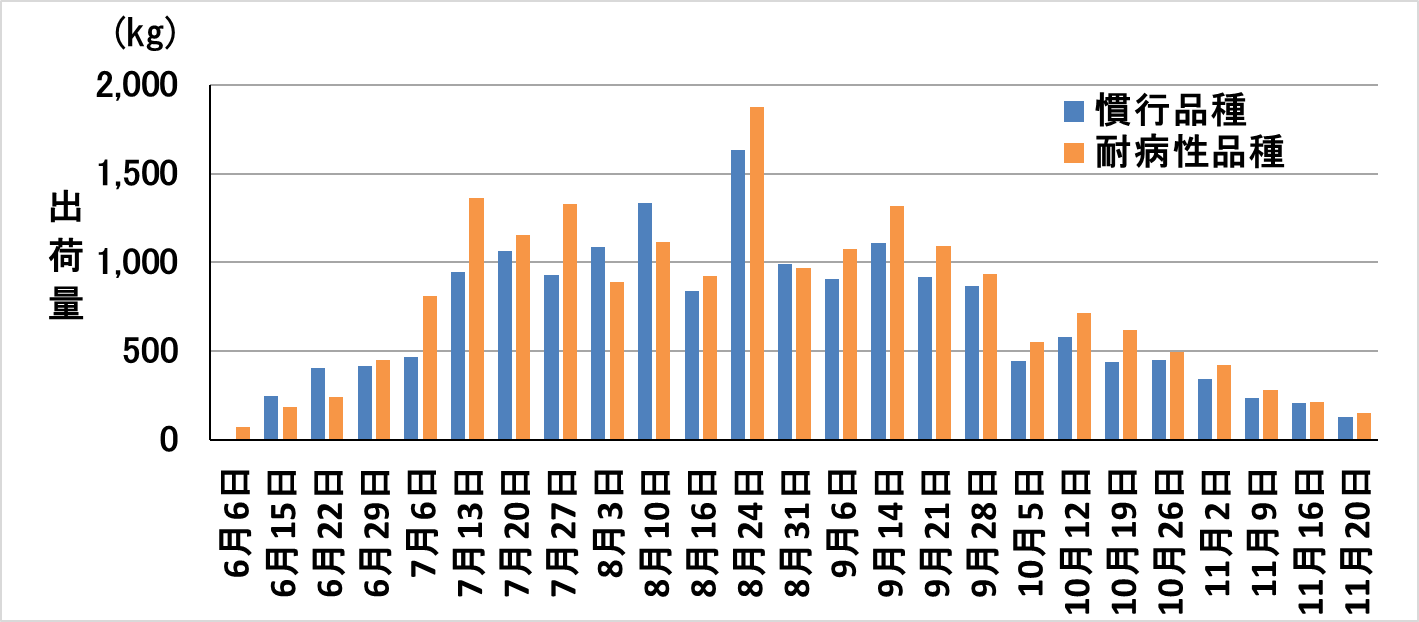 (kg)
2,000
1,500
1,000
500
0
出荷量
慣行品種
耐病性品種
6月6日
6月15日
6月22日
6月29日
7月6日
7月13日
7月20日
7月27日
8月3日
8月10日
8月16日
8月24日
8月31日
9月6日
9月14日
9月21日
9月28日
10月5日
10月12日
10月19日
10月26日
11月2日
11月9日
11月16日
11月20日